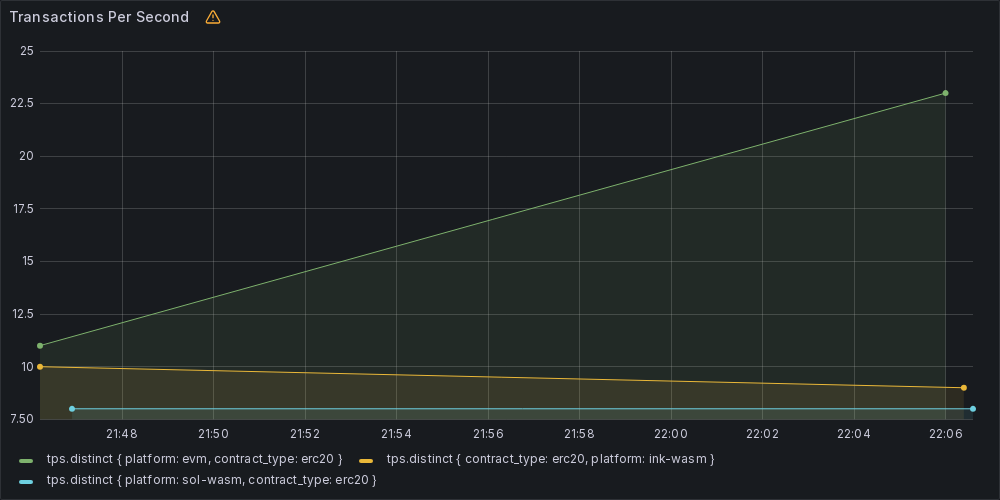 Transactions Per Second
25
22.5
20
17.5
15
12.5
10
7.50
21:48 21:50 21:52 21:54 21:56 21:58 22:00 22:02 22:04 22:06
tps.distinct { platform: evm, contract_type: erc20 } tps.distinct { contract_type: erc20, platform: ink-wasm }
tps.distinct { platform: sol-wasm, contract_type: erc20 }